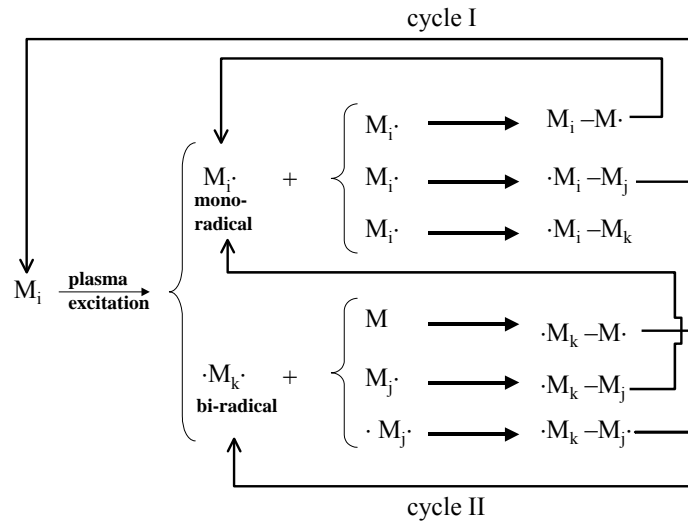 cycle I
Mᵢ· ⟶ Mᵢ –M·
Mᵢ· + Mᵢ· ⟶ ·Mᵢ –Mⱼ
mono-
radical
Mᵢ· ⟶ ·Mᵢ –Mₖ
Mᵢ plasma ⟶
excitation
M ⟶ ·Mₖ –M·
·Mₖ· + Mⱼ· ⟶ ·Mₖ –Mⱼ
bi-radical
· Mⱼ· ⟶ ·Mₖ –Mⱼ·
cycle II